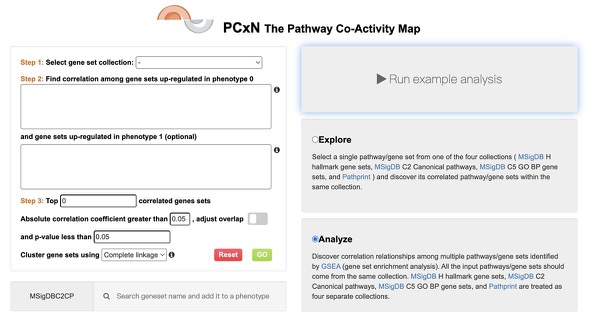 PCxN The Pathway Co-Activity Map
Step 1: Select gene set collection: -
Step 2: Find correlation among gene sets up-regulated in phenotype 0
and gene sets up-regulated in phenotype 1 (optional)
Step 3: Top 0 correlated genes sets
Absolute correlation coefficient greater than 0.05 , adjust overlap
and p-value less than 0.05
Cluster gene sets using Complete linkage
Reset GO
MSigDBC2CP Search geneset name and add it to a phenotype
Run example analysis
Explore
Select a single pathway/gene set from one of the four collections ( MSigDB H
hallmark gene sets, MSigDB C2 Canonical pathways, MSigDB C5 GO BP gene
sets, and Pathprint ) and discover its correlated pathway/gene sets within the
same collection.
Analyze
Discover correlation relationships among multiple pathways/gene sets identified
by GSEA (gene set enrichment analysis). All the input pathways/gene sets should
come from the same collection. MSigDB H hallmark gene sets, MSigDB C2
Canonical pathways, MSigDB C5 GO BP gene sets, and Pathprint are treated as
four separate collections.